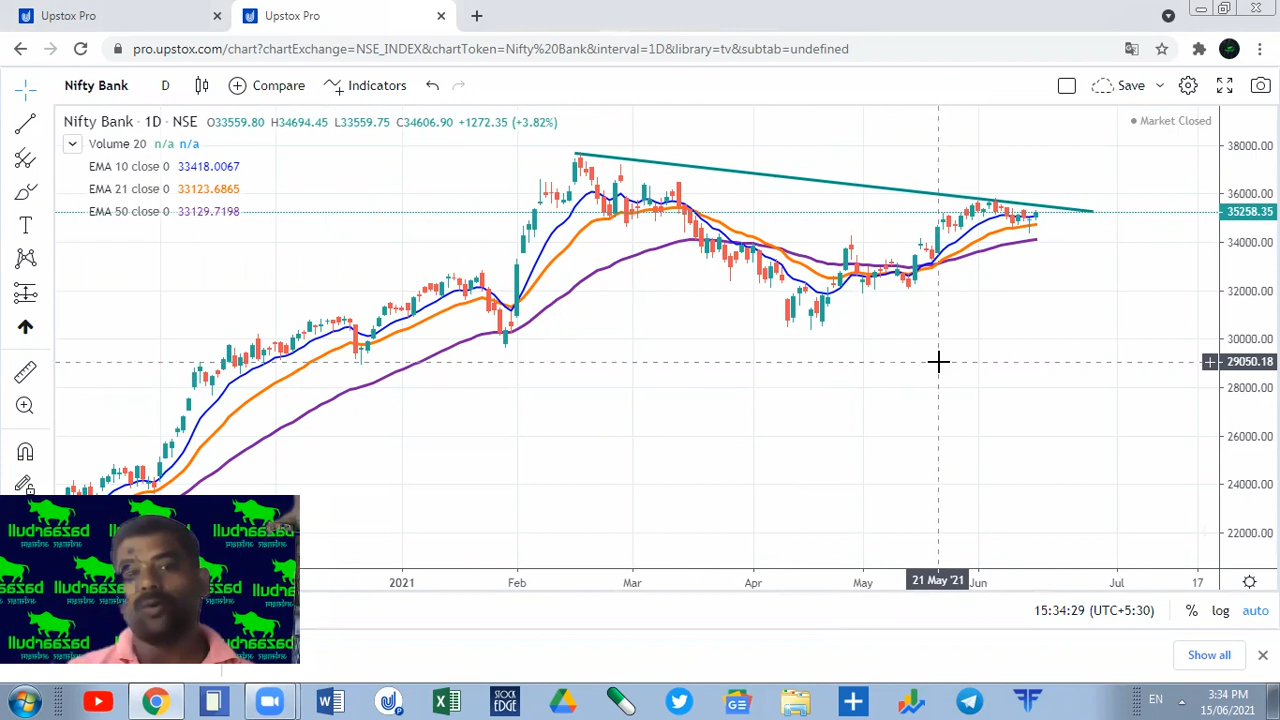 Upstox Pro
Upstox Pro
pro.upstox.com/chart?chartExchange=NSE_INDEX&chartToken=Nifty%20Bank&interval=1D&library=tv&subtab=undefined
Nifty Bank D Compare Indicators Save
Nifty Bank · 1D · NSE O33559.80 H34694.45 L33559.75 C34606.90 +1272.35 (+3.82%)
Market Closed
Volume 20 n/a n/a
EMA 10 close 0 33418.0067
EMA 21 close 0 33123.6865
EMA 50 close 0 33129.7198
38000.00
36000.00
35258.35
34000.00
32000.00
30000.00
29050.18
28000.00
26000.00
24000.00
22000.00
2021 Feb Mar Apr May 21 May '21 Jun Jul 17
15:34:29 (UTC+5:30) % log auto
bazaarbull
Show all
STOCK
EDGE
EN
3:34 PM
15/06/2021